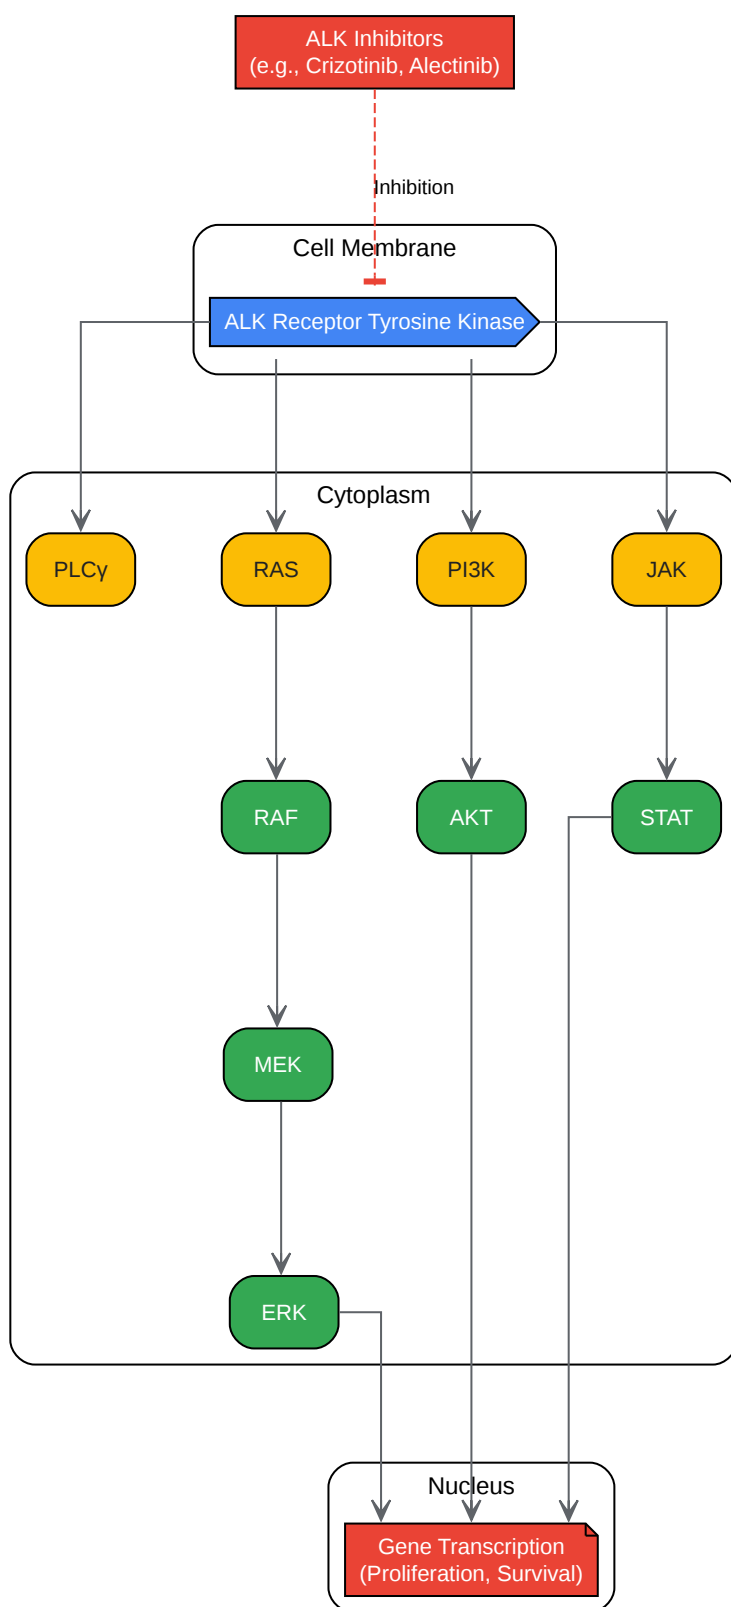 ALK Inhibitors
(e.g., Crizotinib, Alectinib)
Inhibition
Cell Membrane
ALK Receptor Tyrosine Kinase
Cytoplasm
PLCγ
RAS
PI3K
JAK
RAF
AKT
STAT
MEK
ERK
Nucleus
Gene Transcription
(Proliferation, Survival)